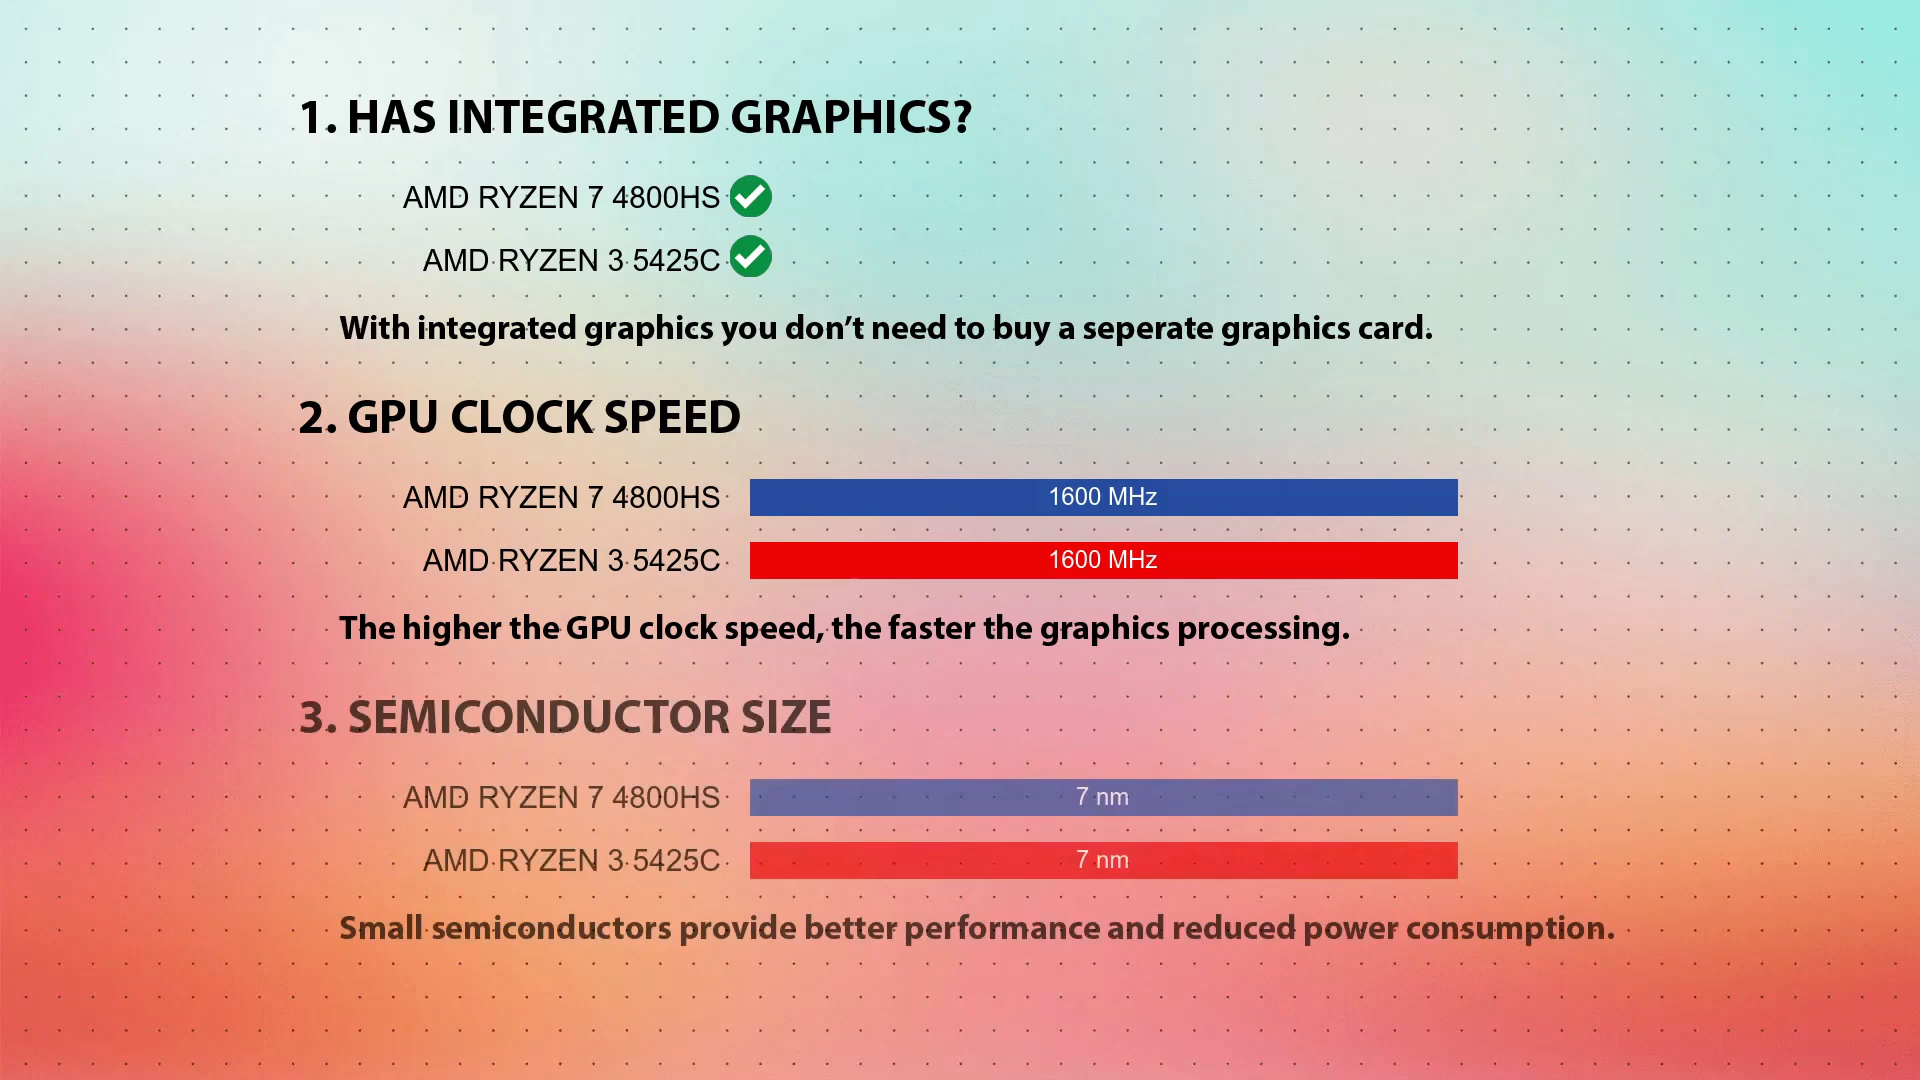 1. HAS INTEGRATED GRAPHICS?
AMD RYZEN 7 4800HS
AMD RYZEN 3 5425C
With integrated graphics you don’t need to buy a seperate graphics card.
2. GPU CLOCK SPEED
AMD RYZEN 7 4800HS 1600 MHz
AMD RYZEN 3 5425C 1600 MHz
The higher the GPU clock speed, the faster the graphics processing.
3. SEMICONDUCTOR SIZE
AMD RYZEN 7 4800HS 7 nm
AMD RYZEN 3 5425C 7 nm
Small semiconductors provide better performance and reduced power consumption.